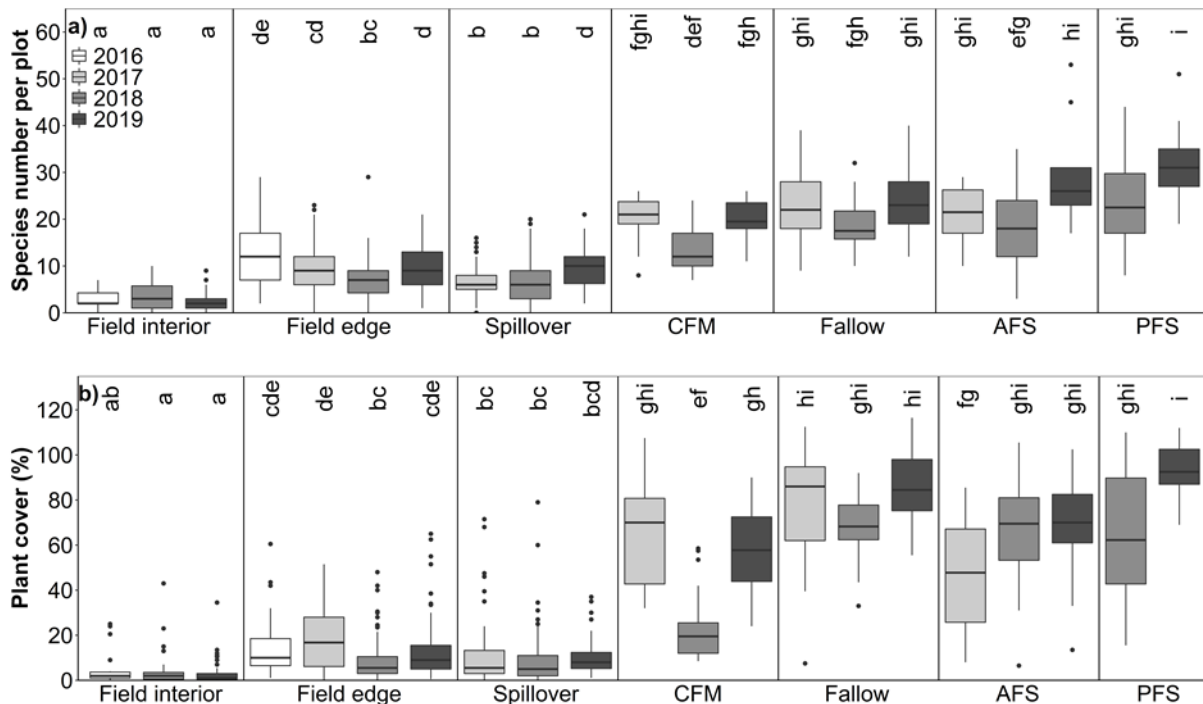 a)
a a a de cd bc d b b d fghi def fgh ghi fgh ghi ghi efg hi ghi i
Species number per plot
60
50
40
30
20
10
0
2016
2017
2018
2019
Field interior Field edge Spillover CFM Fallow AFS PFS
b)
ab a a cde de bc cde bc bc bcd ghi ef gh hi ghi hi fg ghi ghi ghi i
Plant cover (%)
120
100
80
60
40
20
0
Field interior Field edge Spillover CFM Fallow AFS PFS